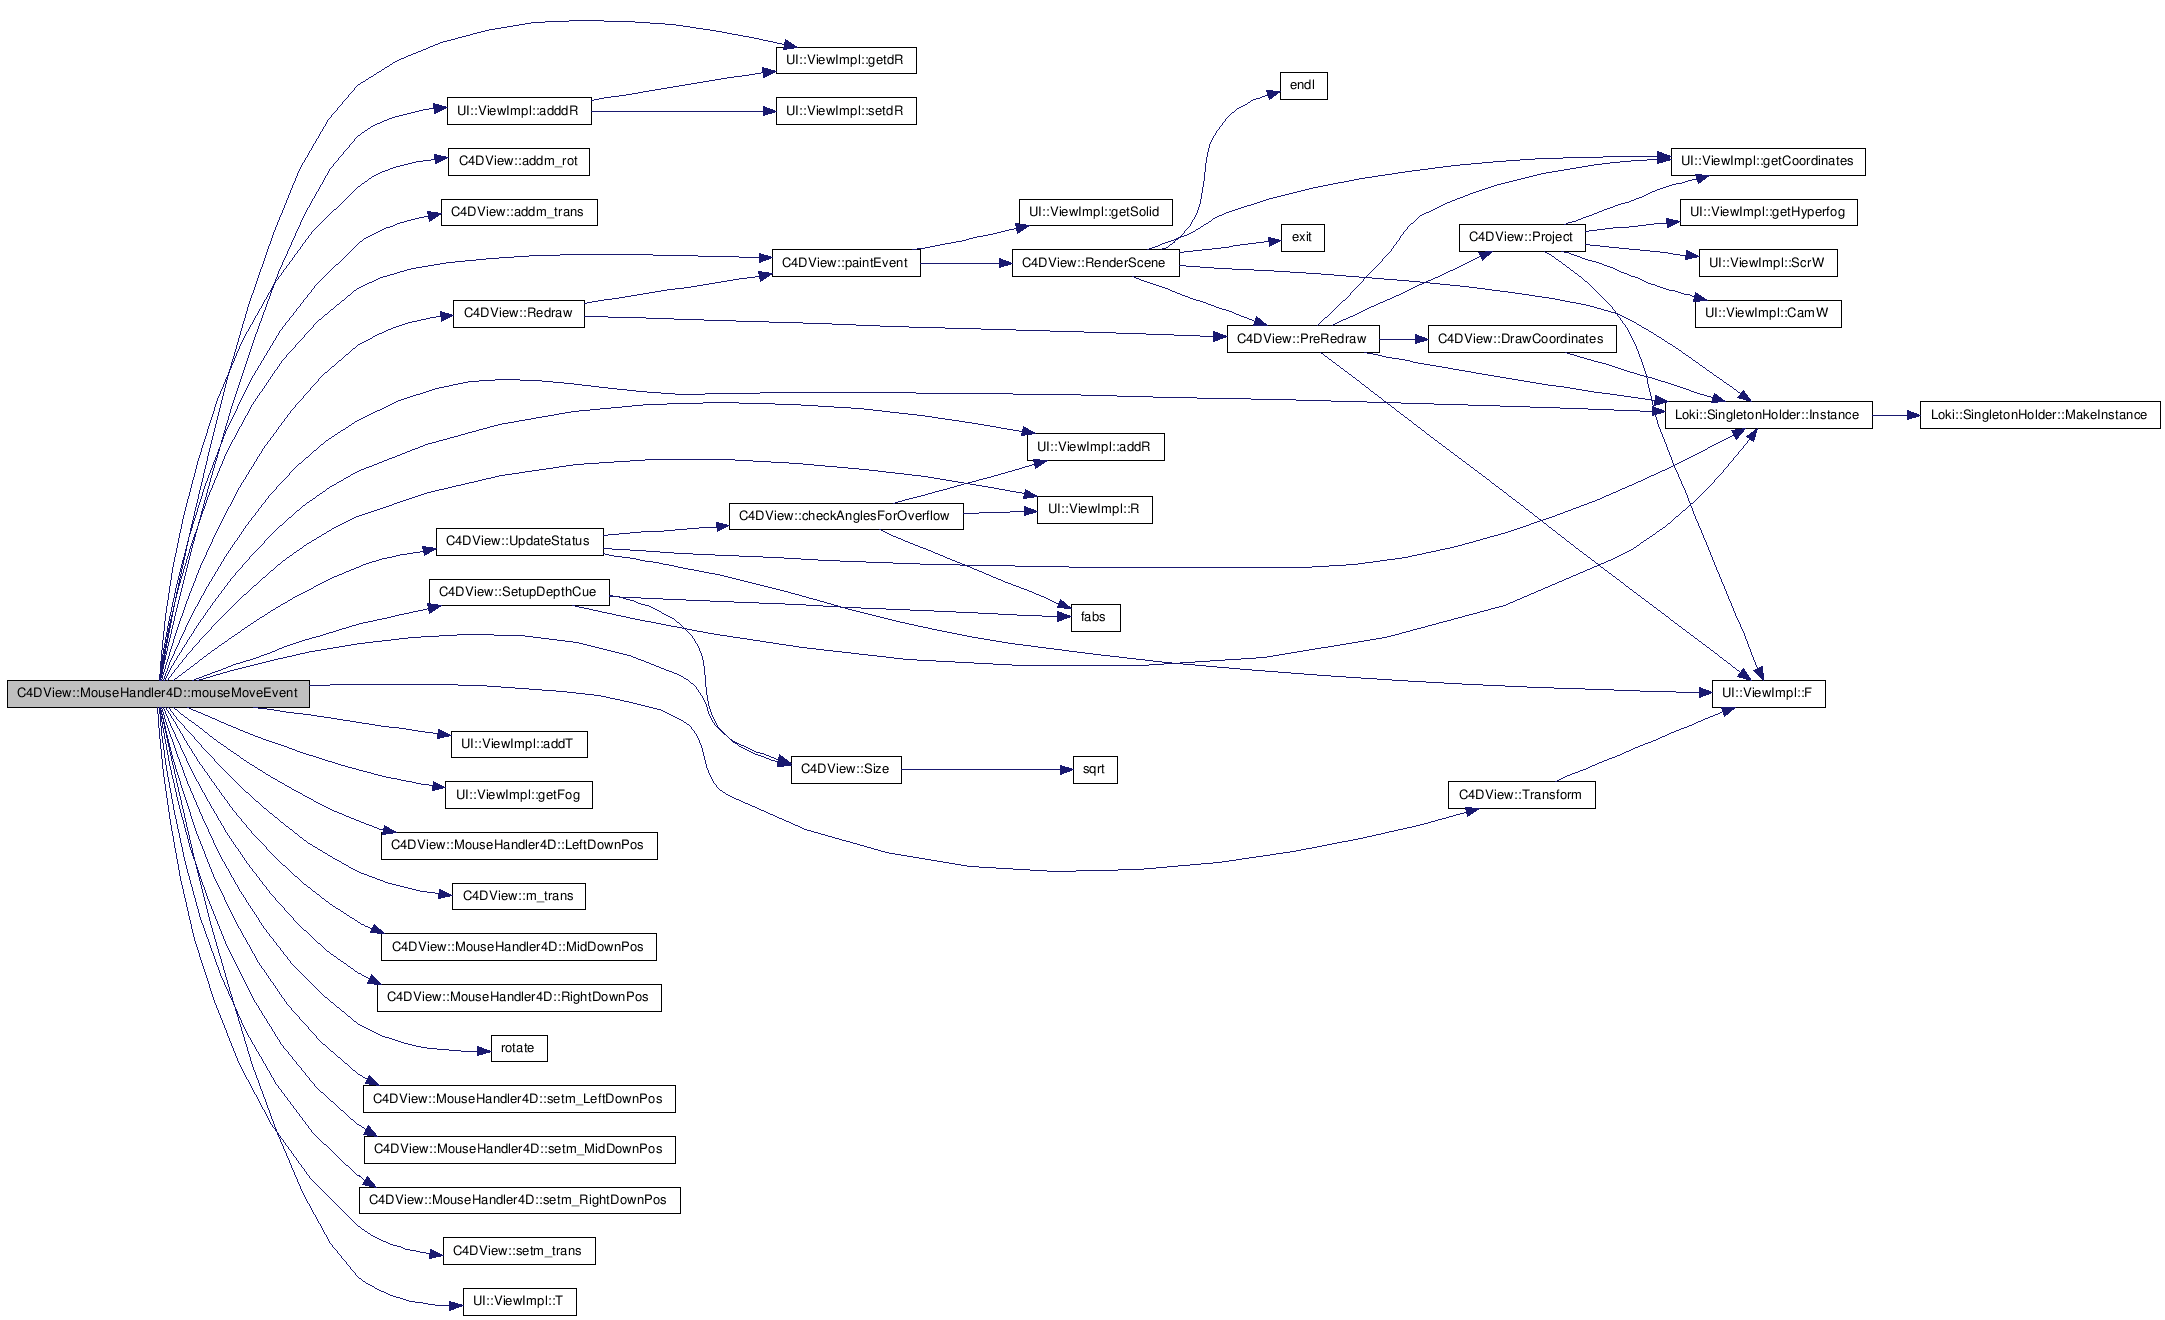 UI::ViewImpl::getdR
endl
UI::ViewImpl::adddR
UI::ViewImpl::setdR
C4DView::addm_rot
UI::ViewImpl::getCoordinates
C4DView::addm_trans
UI::ViewImpl::getSolid
UI::ViewImpl::getHyperfog
exit
C4DView::Project
C4DView::paintEvent
C4DView::RenderScene
UI::ViewImpl::ScrW
C4DView::Redraw
UI::ViewImpl::CamW
C4DView::PreRedraw
C4DView::DrawCoordinates
Loki::SingletonHolder::Instance
Loki::SingletonHolder::MakeInstance
UI::ViewImpl::addR
C4DView::checkAnglesForOverflow
UI::ViewImpl::R
C4DView::UpdateStatus
C4DView::SetupDepthCue
fabs
C4DView::MouseHandler4D::mouseMoveEvent
UI::ViewImpl::F
UI::ViewImpl::addT
C4DView::Size
sqrt
UI::ViewImpl::getFog
C4DView::Transform
C4DView::MouseHandler4D::LeftDownPos
C4DView::m_trans
C4DView::MouseHandler4D::MidDownPos
C4DView::MouseHandler4D::RightDownPos
rotate
C4DView::MouseHandler4D::setm_LeftDownPos
C4DView::MouseHandler4D::setm_MidDownPos
C4DView::MouseHandler4D::setm_RightDownPos
C4DView::setm_trans
UI::ViewImpl::T